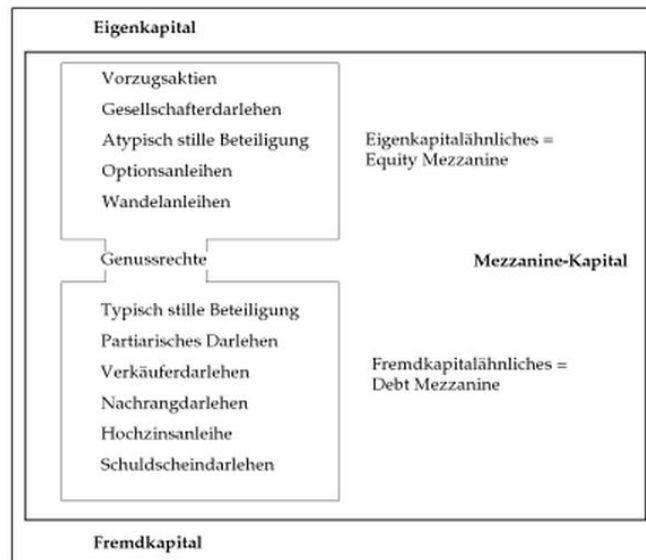 Eigenkapital
Vorzugsaktien
Gesellschafterdarlehen
Atypisch stille Beteiligung
Optionsanleihen
Wandelanleihen
Eigenkapitalähnliches =
Equity Mezzanine
Genussrechte
Mezzanine-Kapital
Typisch stille Beteiligung
Partiarisches Darlehen
Verkäuferdarlehen
Nachrangdarlehen
Hochzinsanleihe
Schuldscheindarlehen
Fremdkapitalähnliches =
Debt Mezzanine
Fremdkapital